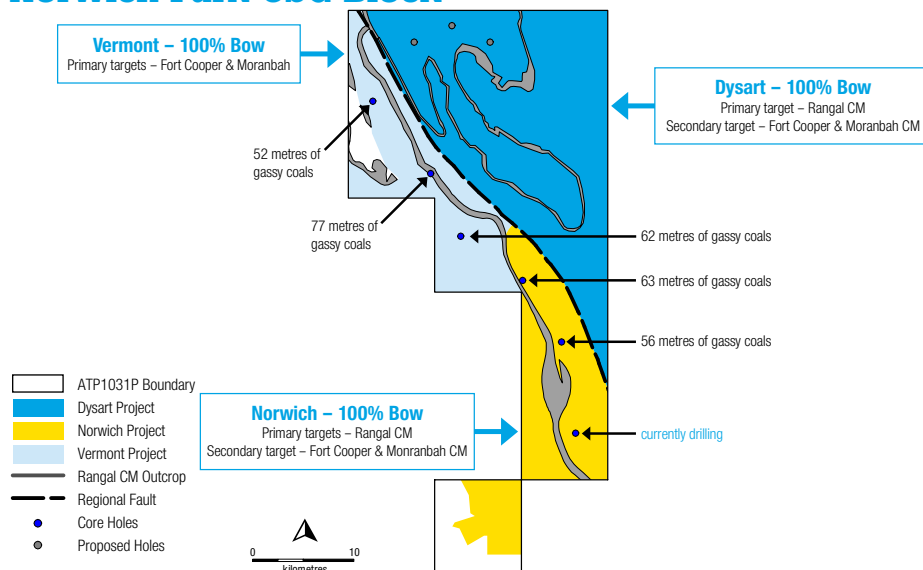 Vermont – 100% Bow
Primary targets – Fort Cooper & Moranbah
Dysart – 100% Bow
Primary target – Rangal CM
Secondary target – Fort Cooper & Moranbah CM
52 metres of
gassy coals
77 metres of
gassy coals
62 metres of gassy coals
63 metres of gassy coals
56 metres of gassy coals
currently drilling
Norwich – 100% Bow
Primary targets – Rangal CM
Secondary target – Fort Cooper & Monranbah CM
ATP1031P Boundary
Dysart Project
Norwich Project
Vermont Project
Rangal CM Outcrop
Regional Fault
Core Holes
Proposed Holes
0 10
kilometres